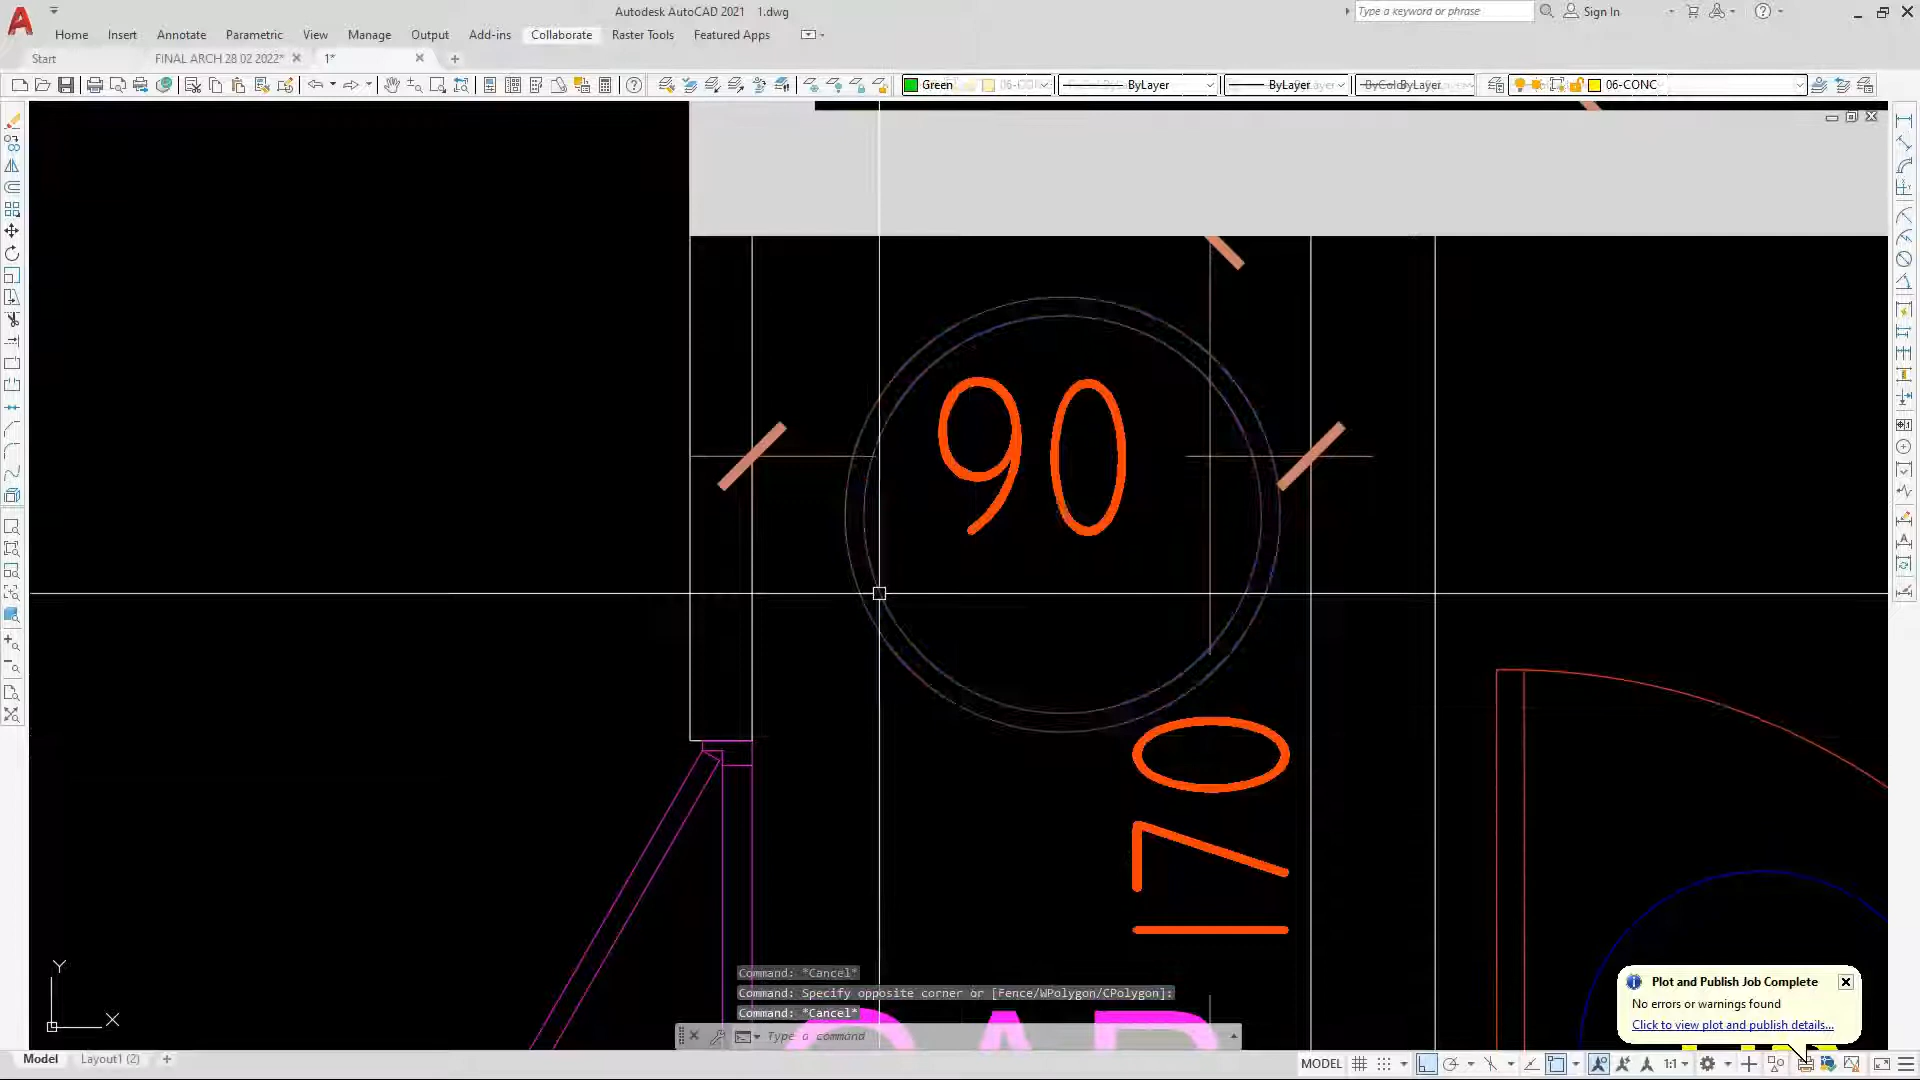 Autodesk AutoCAD 2021 1.dwg
Type a keyword or phrase
Sign In
Home Insert Annotate Parametric View Manage Output Add-ins Collaborate Raster Tools Featured Apps
Start
FINAL ARCH 28 02 2022*
1*
Green
ByLayer
ByLayer
06-CONC
90
170
Y
X
Command: *Cancel*
Command: Specify opposite corner or [Fence/WPolygon/CPolygon]:
Command: *Cancel*
Type a command
Plot and Publish Job Complete
No errors or warnings found
Click to view plot and publish details...
Model
Layout1 (2)
MODEL
1:1